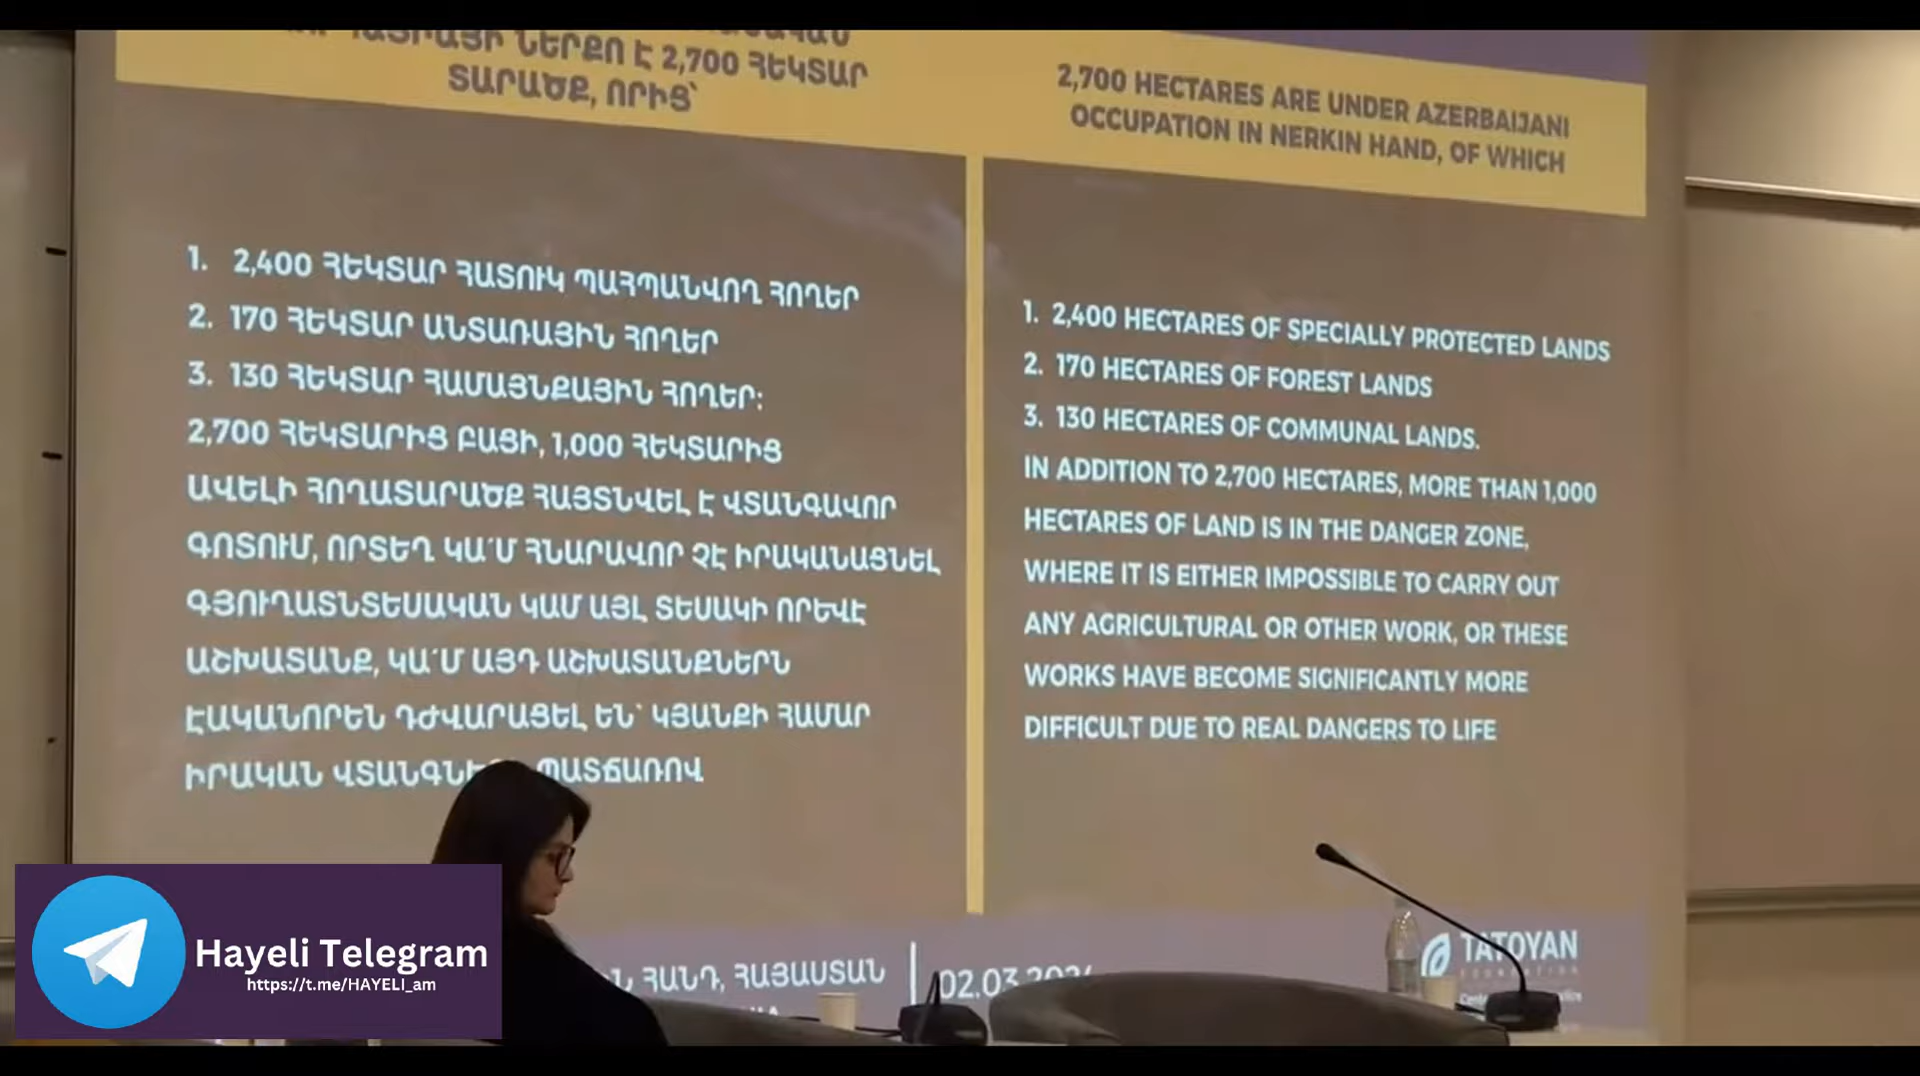 ՆԵՐՔՈ Է 2,700 ՀԵԿՏԱՐ
ՏԱՐԱԾՔ, ՈՐԻՑ՝
2,700 HECTARES ARE UNDER AZERBAIJANI
OCCUPATION IN NERKIN HAND, OF WHICH
1. 2,400 ՀԵԿՏԱՐ ՀԱՏՈՒԿ ՊԱՀՊԱՆՎՈՂ ՀՈՂԵՐ
2. 170 ՀԵԿՏԱՐ ԱՆՏԱՌԱՅԻՆ ՀՈՂԵՐ
3. 130 ՀԵԿՏԱՐ ՀԱՄԱՅՆՔԱՅԻՆ ՀՈՂԵՐ։
2,700 ՀԵԿՏԱՐԻՑ ԲԱՑԻ, 1,000 ՀԵԿՏԱՐԻՑ
ԱՎԵԼԻ ՀՈՂԱՏԱՐԱԾՔ ՀԱՅՏՆՎԵԼ Է ՎՏԱՆԳԱՎՈՐ
ԳՈՏՈՒՄ, ՈՐՏԵՂ ԿԱ՛Մ ՀՆԱՐԱՎՈՐ ՉԷ ԻՐԱԿԱՆԱՑՆԵԼ
ԳՅՈՒՂԱՏՆՏԵՍԱԿԱՆ ԿԱՄ ԱՅԼ ՏԵՍԱԿԻ ՈՐԵՎԷ
ԱՇԽԱՏԱՆՔ, ԿԱ՛Մ ԱՅԴ ԱՇԽԱՏԱՆՔՆԵՐՆ
ԷԱԿԱՆՈՐԵՆ ԴԺՎԱՐԱՑԵԼ ԵՆ՝ ԿՅԱՆՔԻ ՀԱՄԱՐ
ԻՐԱԿԱՆ ՊԱՏՃԱՌՈՎ
1. 2,400 HECTARES OF SPECIALLY PROTECTED LANDS
2. 170 HECTARES OF FOREST LANDS
3. 130 HECTARES OF COMMUNAL LANDS.
IN ADDITION TO 2,700 HECTARES, MORE THAN 1,000
HECTARES OF LAND IS IN THE DANGER ZONE,
WHERE IT IS EITHER IMPOSSIBLE TO CARRY OUT
ANY AGRICULTURAL OR OTHER WORK, OR THESE
WORKS HAVE BECOME SIGNIFICANTLY MORE
DIFFICULT DUE TO REAL DANGERS TO LIFE
ՀԱՆԴ, ՀԱՅԱՍՏԱՆ
TATOYAN
FOUNDATION
Hayeli Telegram
https://t.me/HAYELI_am